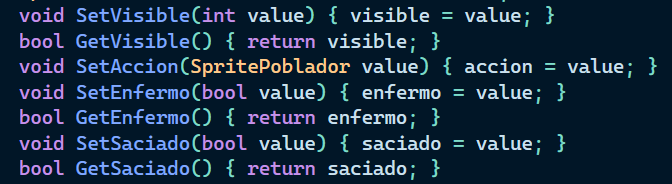 void SetVisible(int value) { visible = value; }
bool GetVisible() { return visible; }
void SetAccion(SpritePoblador value) { accion = value; }
void SetEnfermo(bool value) { enfermo = value; }
bool GetEnfermo() { return enfermo; }
void SetSaciado(bool value) { saciado = value; }
bool GetSaciado() { return saciado; }